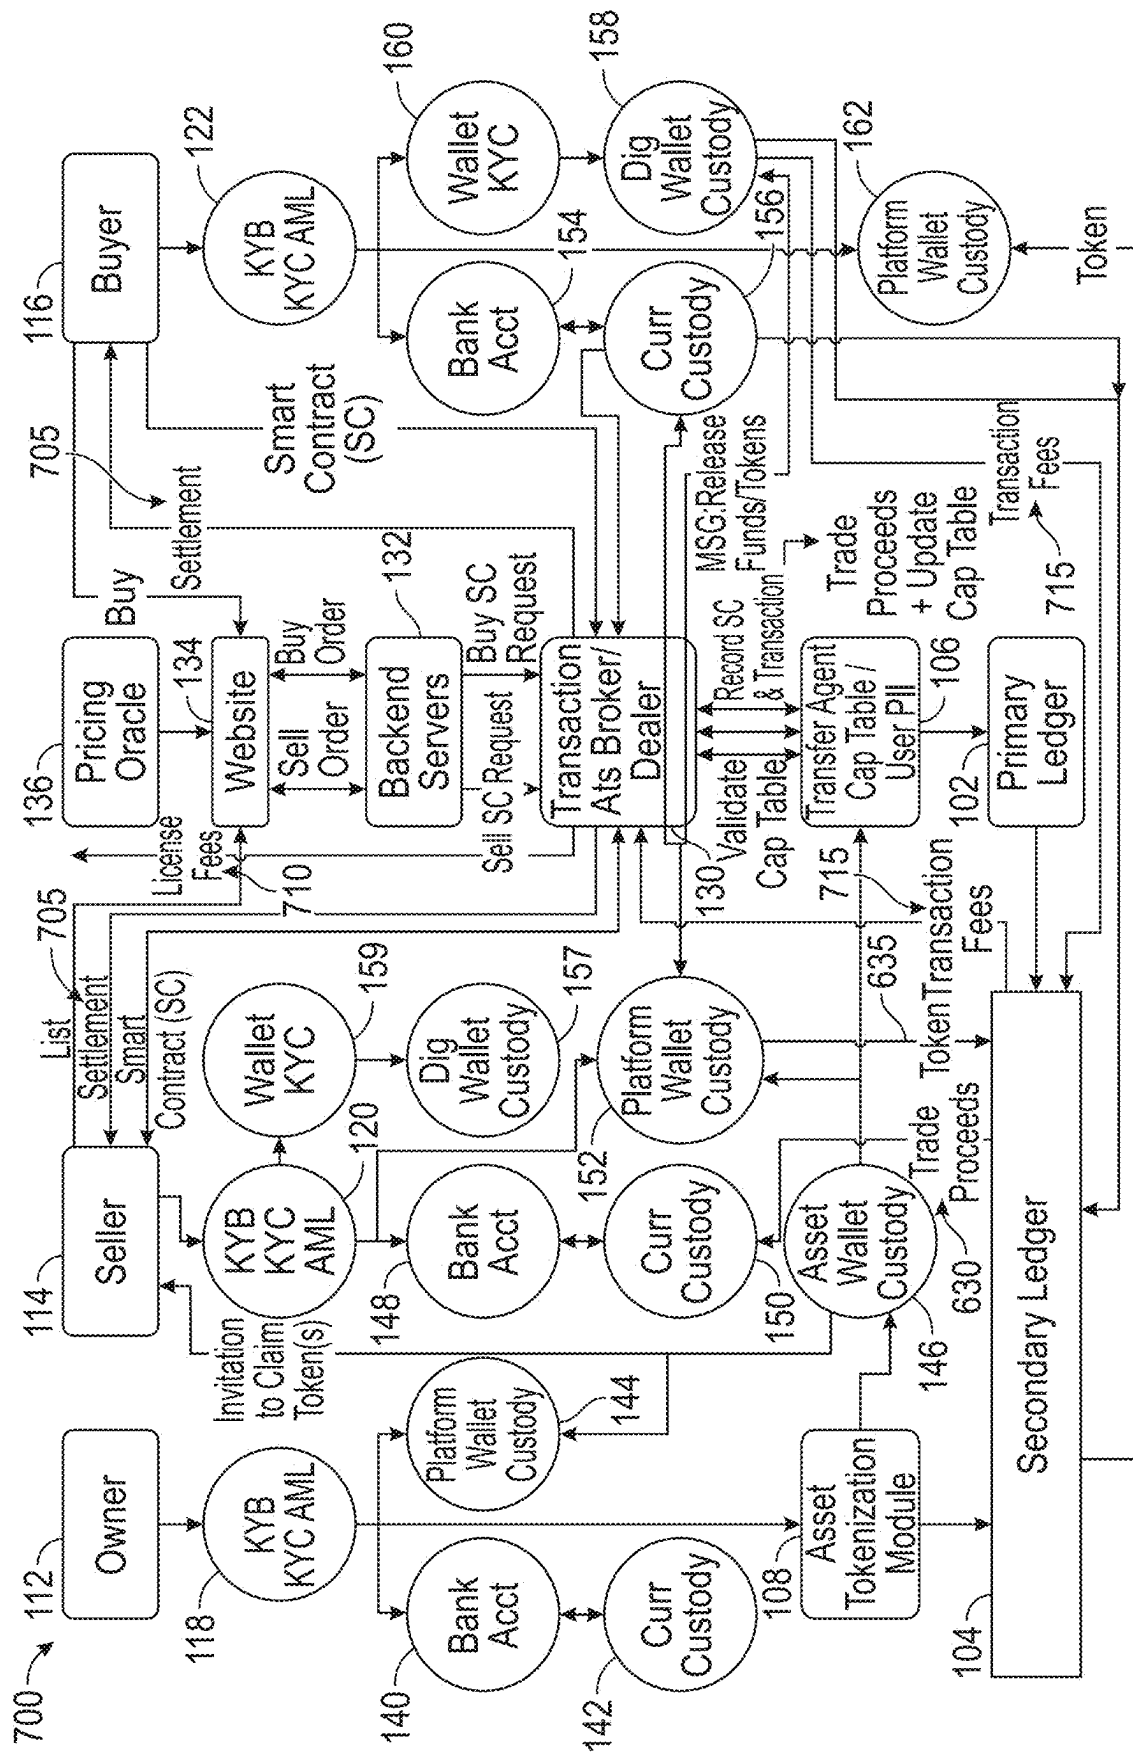 700
112
Owner
118
KYB
KYC AML
140
Bank
Acct
Platform
Wallet
Custody
144
142
Curr
Custody
108
Asset
Tokenization
Module
104
Secondary Ledger
114
Seller
Invitation
to Claim
Token(s)
KYB
KYC
AML
120
Wallet
KYC
159
148
Bank
Acct
Dig
Wallet
Custody
157
Curr
Custody
150
152
Platform
Wallet
Custody
Asset
Wallet
Custody
146
630
Trade
Proceeds
635
Token
Transaction
Fees
715
List
705
Settlement
Smart
Contract (SC)
License
Fees
710
136
Pricing
Oracle
134
Website
Sell
Order
Buy
Order
Backend
Servers
132
Sell SC Request
Buy SC
Request
Transaction
Ats Broker/
Dealer
130
Validate
Cap Table
Record SC
& Transaction
Transfer Agent
Cap Table /
User PII
106
102
Primary
Ledger
Buy
Settlement
705
Smart
Contract
(SC)
MSG:Release
Funds/Tokens
Trade
Proceeds
+ Update
Cap Table
715
Transaction
Fees
116
Buyer
122
KYB
KYC AML
Bank
Acct
154
Wallet
KYC
160
Curr
Custody
156
Dig
Wallet
Custody
158
Platform
Wallet
Custody
162
Token